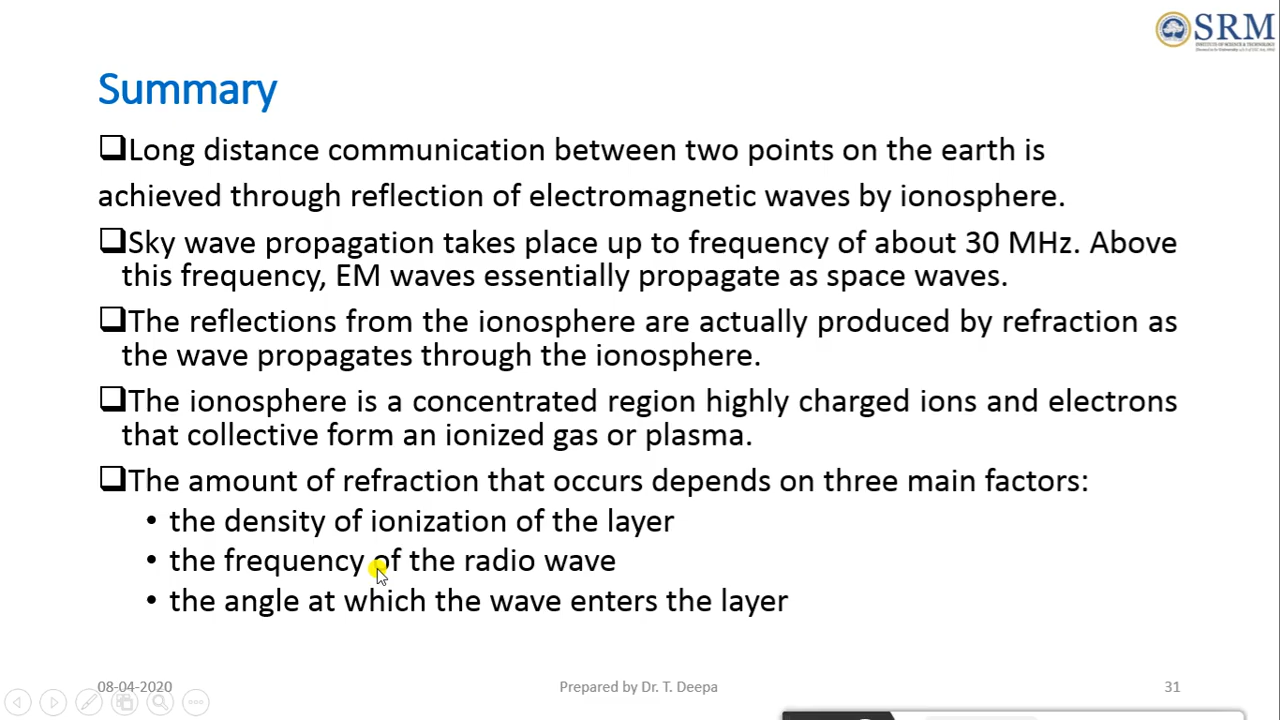 SRM
INSTITUTE OF SCIENCE & TECHNOLOGY
Summary
❑Long distance communication between two points on the earth is
achieved through reflection of electromagnetic waves by ionosphere.
❑Sky wave propagation takes place up to frequency of about 30 MHz. Above
this frequency, EM waves essentially propagate as space waves.
❑The reflections from the ionosphere are actually produced by refraction as
the wave propagates through the ionosphere.
❑The ionosphere is a concentrated region highly charged ions and electrons
that collective form an ionized gas or plasma.
❑The amount of refraction that occurs depends on three main factors:
• the density of ionization of the layer
• the frequency of the radio wave
• the angle at which the wave enters the layer
08-04-2020 Prepared by Dr. T. Deepa 31